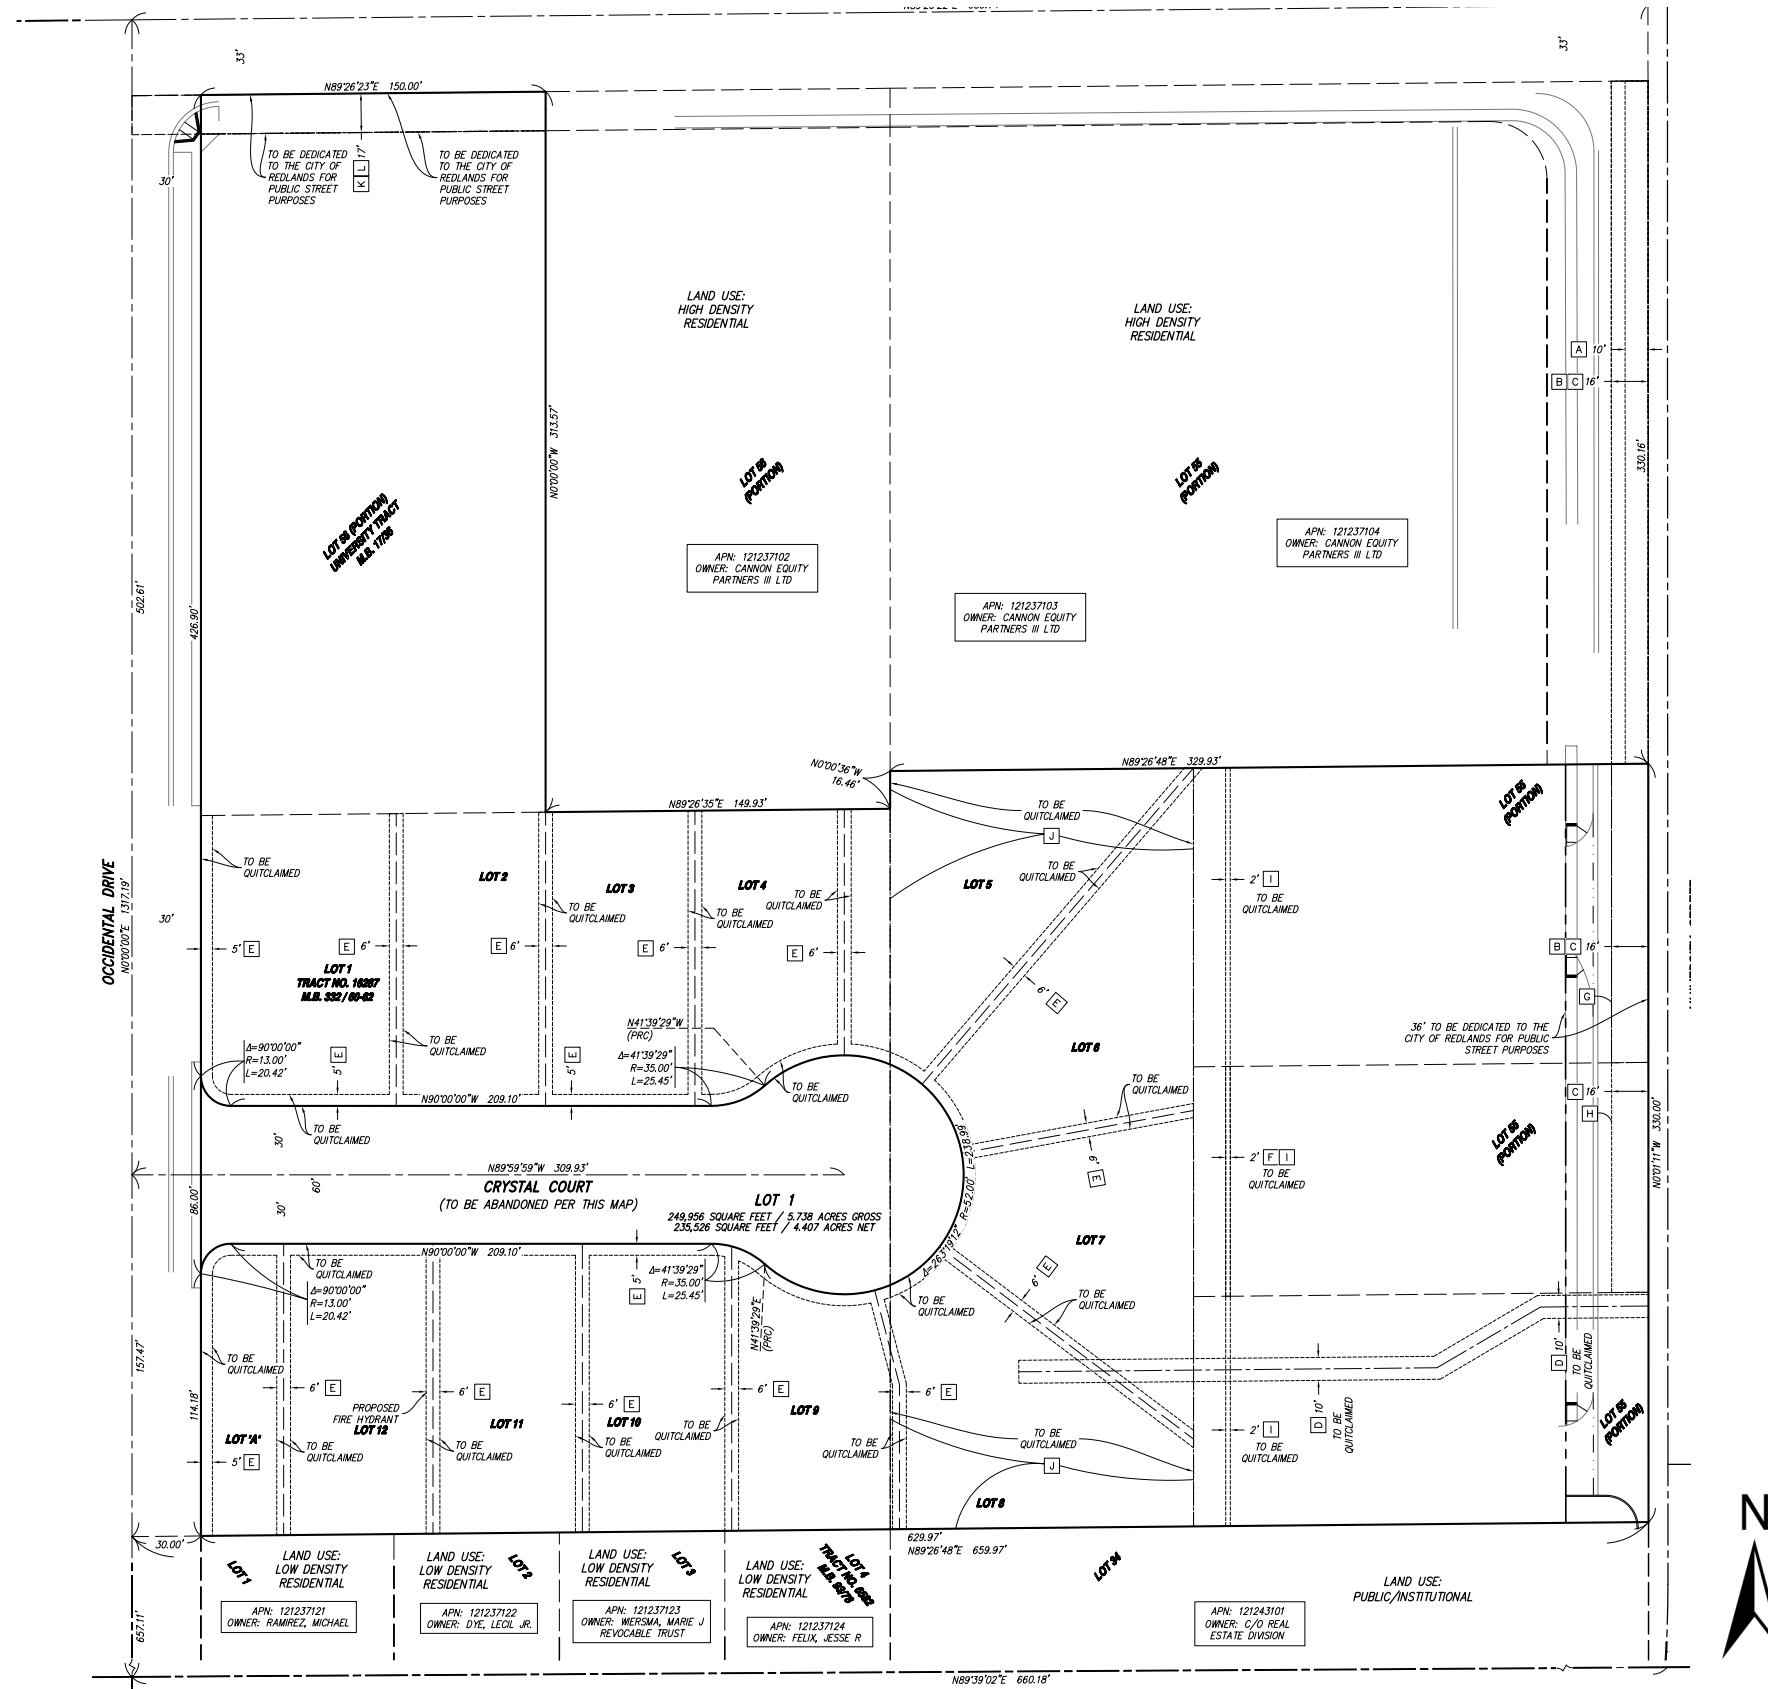 33'
33'
N89°26'23"E 150.00'
TO BE DEDICATED
TO THE CITY OF
REDLANDS FOR
PUBLIC STREET
PURPOSES
K L 17'
TO BE DEDICATED
TO THE CITY OF
REDLANDS FOR
PUBLIC STREET
PURPOSES
30'
LAND USE:
HIGH DENSITY
RESIDENTIAL
LAND USE:
HIGH DENSITY
RESIDENTIAL
A 10'
B C 16'
N0°00'00"W 313.57'
330.16'
LOT 56
(PORTION)
LOT 55
(PORTION)
LOT 56 (PORTION)
UNIVERSITY TRACT
M.B. 17/36
APN: 121237102
OWNER: CANNON EQUITY
PARTNERS III LTD
APN: 121237104
OWNER: CANNON EQUITY
PARTNERS III LTD
APN: 121237103
OWNER: CANNON EQUITY
PARTNERS III LTD
502.61'
426.90'
N0°00'36"W
16.46'
N89°26'48"E 329.93'
N89°26'35"E 149.93'
TO BE
QUITCLAIMED
J
LOT 55
(PORTION)
OCCIDENTAL DRIVE
N0°00'00"E 1317.19'
30'
TO BE
QUITCLAIMED
LOT 2
LOT 3
LOT 4
LOT 5
TO BE
QUITCLAIMED
TO BE
QUITCLAIMED
TO BE
QUITCLAIMED
TO BE
QUITCLAIMED
2' I
TO BE
QUITCLAIMED
5' E
E 6'
E 6'
E 6'
E 6'
B C 16'
LOT 1
TRACT NO. 16287
M.B. 332 / 60-62
6' E
G
36' TO BE DEDICATED TO THE
CITY OF REDLANDS FOR PUBLIC
STREET PURPOSES
N41°39'29"W
(PRC)
Δ=90°00'00"
R=13.00'
L=20.42'
5' E
TO BE
QUITCLAIMED
5' E
Δ=41°39'29"
R=35.00'
L=25.45'
LOT 6
TO BE
QUITCLAIMED
TO BE
QUITCLAIMED
C 16'
H
N90°00'00"W 209.10'
TO BE
QUITCLAIMED
30'
LOT 55
(PORTION)
N0°01'11"W 330.00'
N89°59'59"W 309.93'
CRYSTAL COURT
(TO BE ABANDONED PER THIS MAP)
60'
30'
86.00'
LOT 1
249,956 SQUARE FEET / 5.738 ACRES GROSS
235,526 SQUARE FEET / 4.407 ACRES NET
Δ=263°19'12" R=52.00' L=238.99'
6' E
2' F I
TO BE
QUITCLAIMED
LOT 7
N90°00'00"W 209.10'
TO BE
QUITCLAIMED
Δ=90°00'00"
R=13.00'
L=20.42'
E 5'
Δ=41°39'29"
R=35.00'
L=25.45'
6' E
TO BE
QUITCLAIMED
TO BE
QUITCLAIMED
N41°39'29"E
(PRC)
157.47'
114.18'
TO BE
QUITCLAIMED
6' E
PROPOSED
FIRE HYDRANT
LOT 12
6' E
LOT 11
6' E
LOT 10
6' E
LOT 9
6' E
D 10'
TO BE
QUITCLAIMED
D 10'
TO BE
QUITCLAIMED
LOT 55
(PORTION)
LOT 'A'
5' E
TO BE
QUITCLAIMED
TO BE
QUITCLAIMED
TO BE
QUITCLAIMED
TO BE
QUITCLAIMED
TO BE
QUITCLAIMED
TO BE
QUITCLAIMED
J
2' I
TO BE
QUITCLAIMED
LOT 8
N
30.00'
629.97'
N89°26'48"E 659.97'
LOT 1
LAND USE:
LOW DENSITY
RESIDENTIAL
LAND USE:
LOW DENSITY
RESIDENTIAL
LOT 2
LAND USE:
LOW DENSITY
RESIDENTIAL
LOT 3
LAND USE:
LOW DENSITY
RESIDENTIAL
LOT 4
LOT 34
LAND USE:
PUBLIC/INSTITUTIONAL
657.11'
APN: 121237121
OWNER: RAMIREZ, MICHAEL
APN: 121237122
OWNER: DYE, LECIL JR.
APN: 121237123
OWNER: WIERSMA, MARIE J
REVOCABLE TRUST
APN: 121237124
OWNER: FELIX, JESSE R
APN: 121243101
OWNER: C/O REAL
ESTATE DIVISION
N89°39'02"E 660.18'